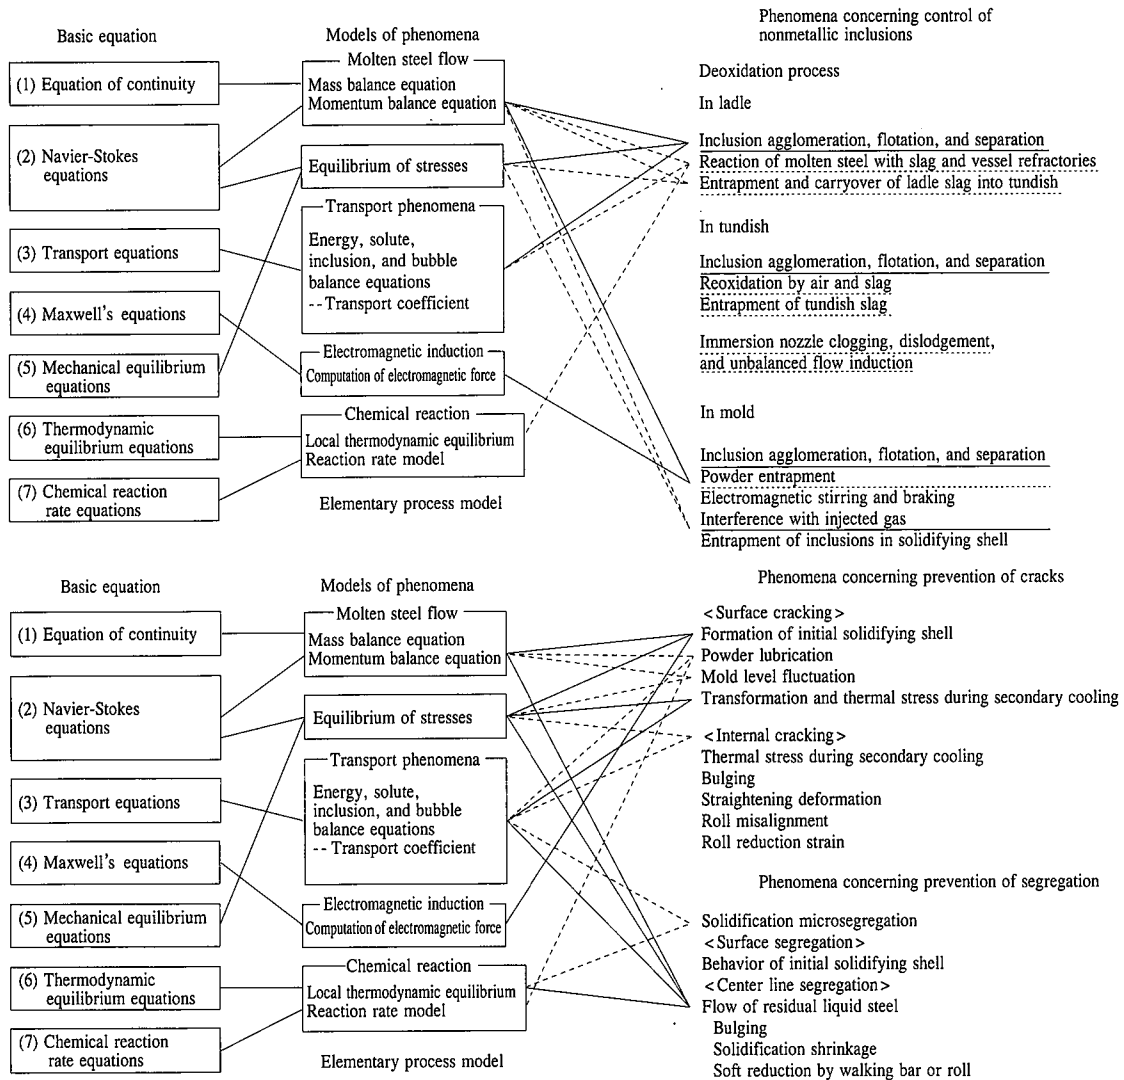 Basic equation
(1) Equation of continuity
(2) Navier-Stokes
equations
(3) Transport equations
(4) Maxwell's equations
(5) Mechanical equilibrium
equations
(6) Thermodynamic
equilibrium equations
(7) Chemical reaction
rate equations
Models of phenomena
Molten steel flow
Mass balance equation
Momentum balance equation
Equilibrium of stresses
Transport phenomena
Energy, solute,
inclusion, and bubble
balance equations
-- Transport coefficient
Electromagnetic induction
Computation of electromagnetic force
Chemical reaction
Local thermodynamic equilibrium
Reaction rate model
Elementary process model
Phenomena concerning control of
nonmetallic inclusions
Deoxidation process
In ladle
Inclusion agglomeration, flotation, and separation
Reaction of molten steel with slag and vessel refractories
Entrapment and carryover of ladle slag into tundish
In tundish
Inclusion agglomeration, flotation, and separation
Reoxidation by air and slag
Entrapment of tundish slag
Immersion nozzle clogging, dislodgement,
and unbalanced flow induction
In mold
Inclusion agglomeration, flotation, and separation
Powder entrapment
Electromagnetic stirring and braking
Interference with injected gas
Entrapment of inclusions in solidifying shell
Basic equation
(1) Equation of continuity
(2) Navier-Stokes
equations
(3) Transport equations
(4) Maxwell's equations
(5) Mechanical equilibrium
equations
(6) Thermodynamic
equilibrium equations
(7) Chemical reaction
rate equations
Models of phenomena
Molten steel flow
Mass balance equation
Momentum balance equation
Equilibrium of stresses
Transport phenomena
Energy, solute,
inclusion, and bubble
balance equations
-- Transport coefficient
Electromagnetic induction
Computation of electromagnetic force
Chemical reaction
Local thermodynamic equilibrium
Reaction rate model
Elementary process model
Phenomena concerning prevention of cracks
<Surface cracking>
Formation of initial solidifying shell
Powder lubrication
Mold level fluctuation
Transformation and thermal stress during secondary cooling
<Internal cracking>
Thermal stress during secondary cooling
Bulging
Straightening deformation
Roll misalignment
Roll reduction strain
Phenomena concerning prevention of segregation
Solidification microsegregation
<Surface segregation>
Behavior of initial solidifying shell
<Center line segregation>
Flow of residual liquid steel
Bulging
Solidification shrinkage
Soft reduction by walking bar or roll